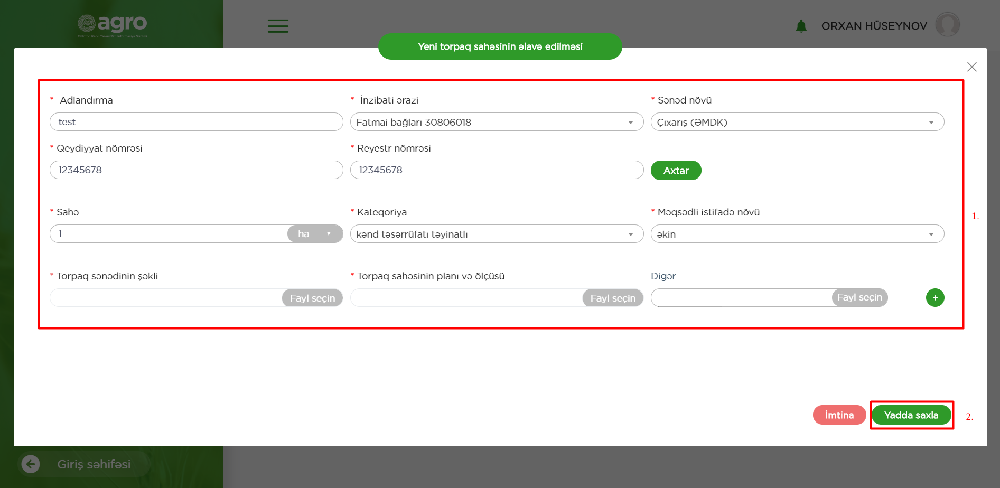 eagro
Elektron Kənd Təsərrüfatı İnformasiya Sistemi
ORXAN HÜSEYNOV
Yeni torpaq sahəsinin əlavə edilməsi
* Adlandırma
* İnzibati ərazi
* Sənəd növü
test
Fatmai bağları 30806018
Çıxarış (ƏMDK)
* Qeydiyyat nömrəsi
* Reyestr nömrəsi
12345678
12345678
Axtar
* Sahə
* Kateqoriya
* Məqsədli istifadə növü
1.
1
ha
kənd təsərrüfatı təyinatlı
əkin
* Torpaq sənədinin şəkli
* Torpaq sahəsinin planı və ölçüsü
Digər
Fayl seçin
Fayl seçin
Fayl seçin
+
İmtina
Yadda saxla
2.
Giriş səhifəsi